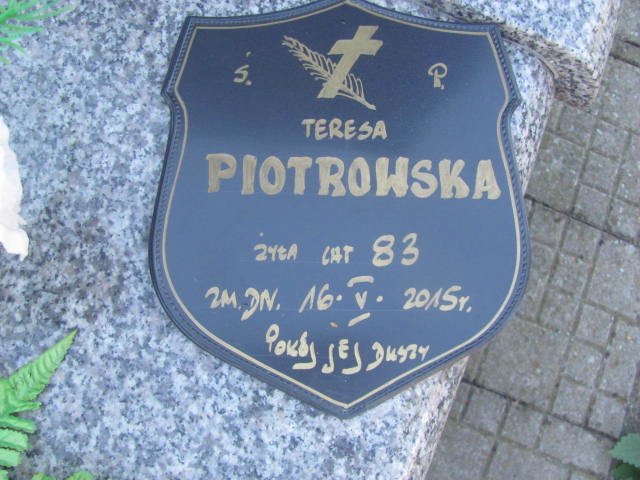 Ś. P.
TERESA
PIOTROWSKA
ŻYŁA LAT 83
ZM. DN. 16. V. 2015r.
POKÓJ JEJ DUSZY